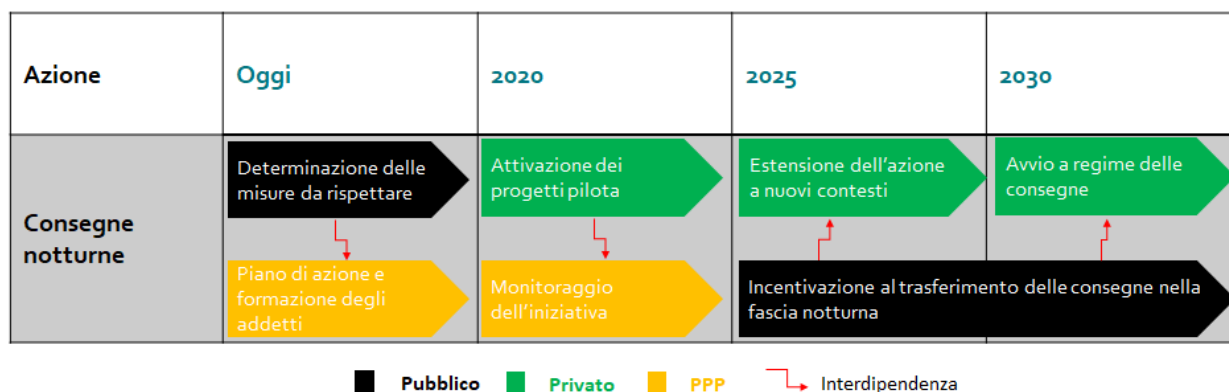 Azione
Oggi
2020
2025
2030
Consegne
notturne
Determinazione delle
misure da rispettare
Attivazione dei
progetti pilota
Estensione dell'azione
a nuovi contesti
Avvio a regime delle
consegne
Piano di azione e
formazione degli
addetti
Monitoraggio
dell'iniziativa
Incentivazione al trasferimento delle consegne nella
fascia notturna
Pubblico
Privato
PPP
Interdipendenza